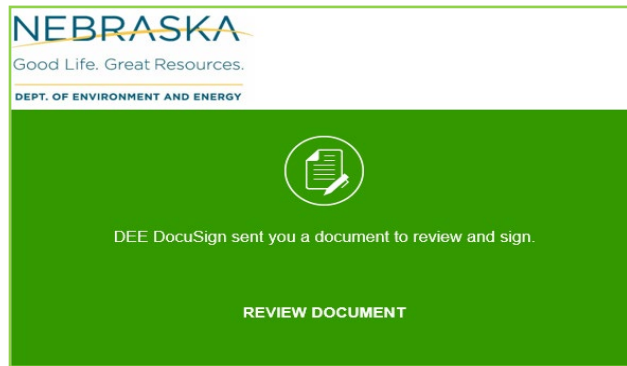 NEBRASKA
Good Life. Great Resources.
DEPT. OF ENVIRONMENT AND ENERGY
DEE DocuSign sent you a document to review and sign.
REVIEW DOCUMENT